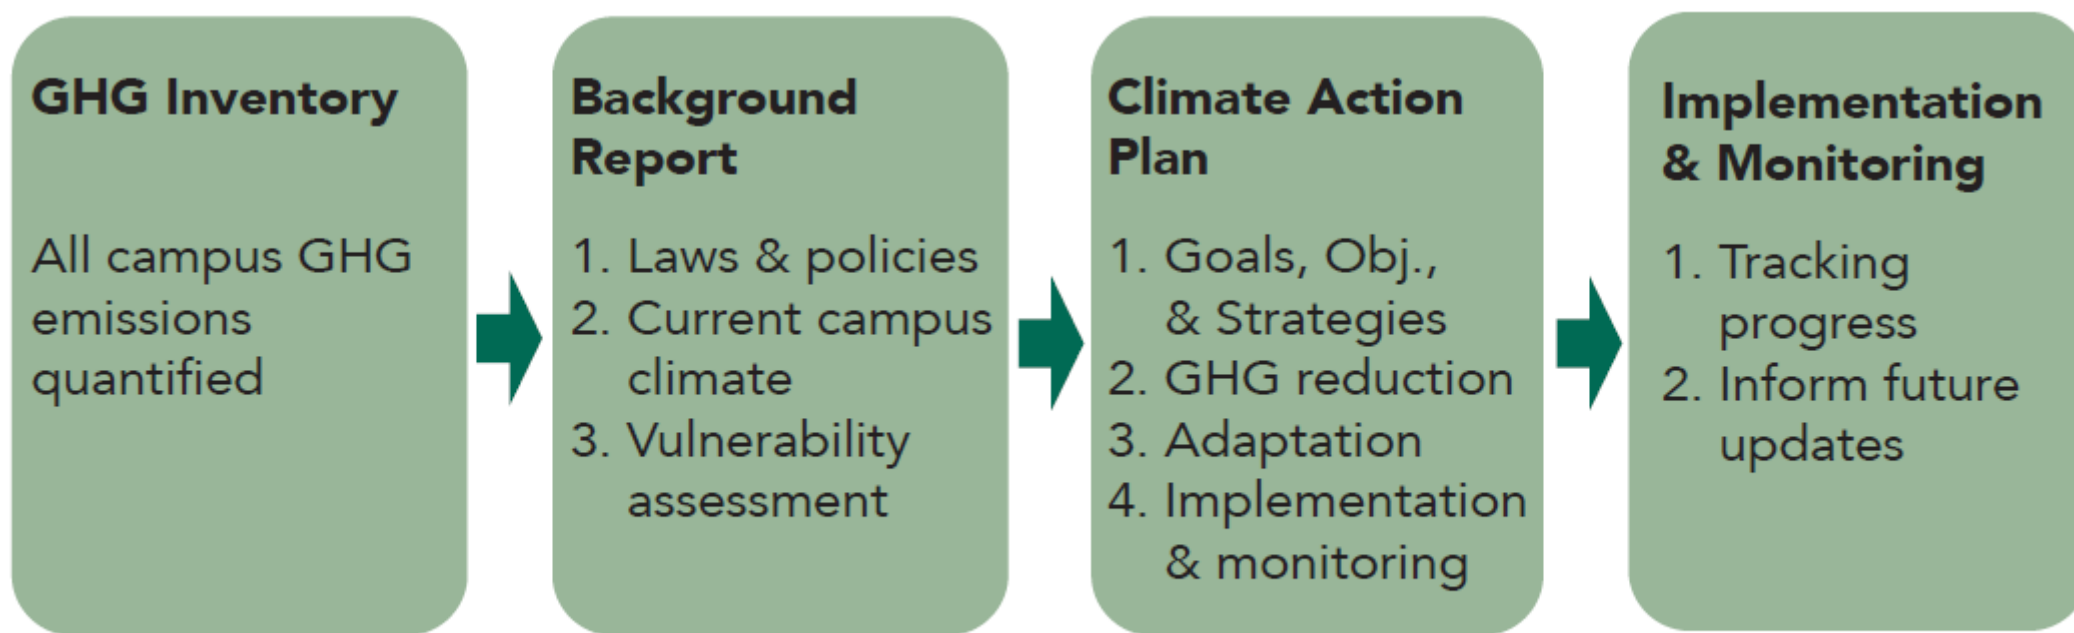 GHG Inventory
All campus GHG
emissions
quantified
Background
Report
1. Laws & policies
2. Current campus
climate
3. Vulnerability
assessment
Climate Action
Plan
1. Goals, Obj.,
& Strategies
2. GHG reduction
3. Adaptation
4. Implementation
& monitoring
Implementation
& Monitoring
1. Tracking
progress
2. Inform future
updates